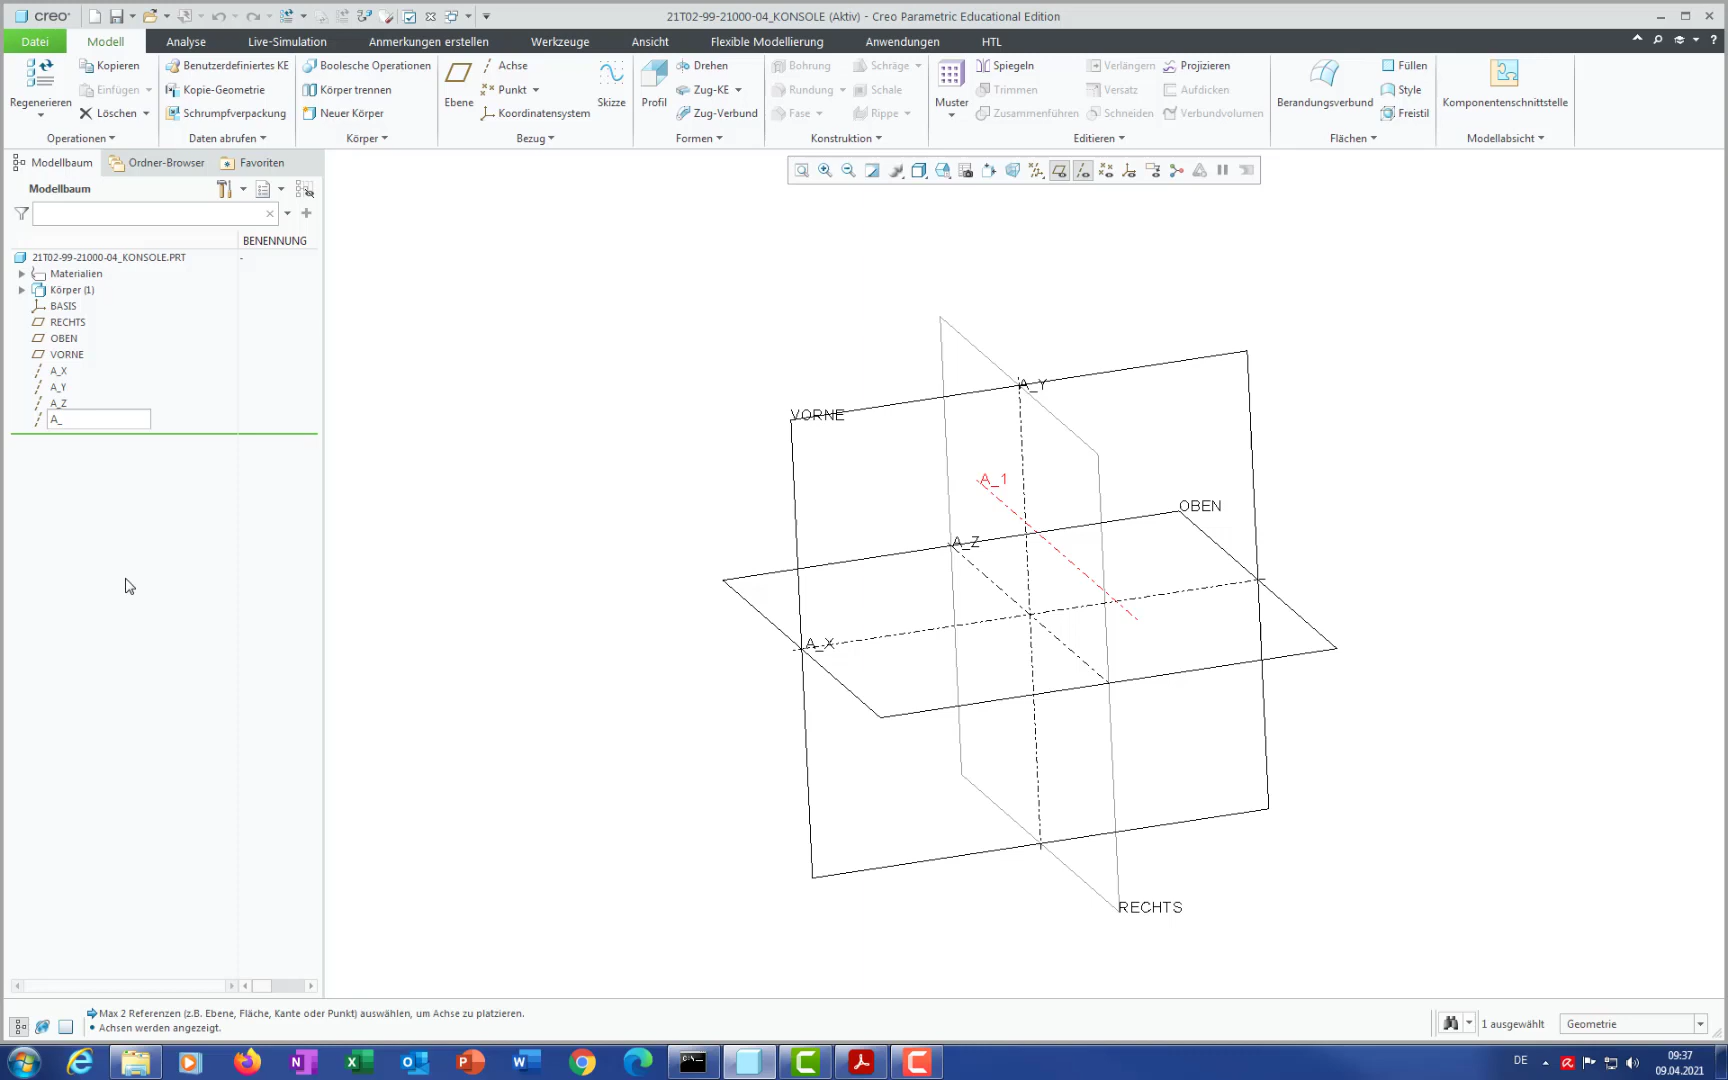 creo
21T02-99-21000-04_KONSOLE (Aktiv) - Creo Parametric Educational Edition
Datei
Modell
Analyse
Live-Simulation
Anmerkungen erstellen
Werkzeuge
Ansicht
Flexible Modellierung
Anwendungen
HTL
Regenerieren
Kopieren
Einfügen
Löschen
Operationen
Benutzerdefiniertes KE
Kopie-Geometrie
Schrumpfverpackung
Daten abrufen
Boolesche Operationen
Körper trennen
Neuer Körper
Körper
Ebene
Achse
Punkt
Koordinatensystem
Skizze
Bezug
Profil
Drehen
Zug-KE
Zug-Verbund
Formen
Bohrung
Rundung
Fase
Schräge
Schale
Rippe
Konstruktion
Muster
Spiegeln
Trimmen
Zusammenführen
Verlängern
Versatz
Schneiden
Projizieren
Aufdicken
Verbundvolumen
Editieren
Berandungsverbund
Füllen
Style
Freistil
Flächen
Komponentenschnittstelle
Modellabsicht
Modellbaum
Ordner-Browser
Favoriten
Modellbaum
BENENNUNG
21T02-99-21000-04_KONSOLE.PRT
-
Materialien
Körper (1)
BASIS
RECHTS
OBEN
VORNE
A_X
A_Y
A_Z
A_
A_Y
VORNE
A_1
OBEN
A_Z
A_X
RECHTS
Max 2 Referenzen (z.B. Ebene, Fläche, Kante oder Punkt) auswählen, um Achse zu platzieren.
• Achsen werden angezeigt.
1 ausgewählt
Geometrie
DE
09:37
09.04.2021